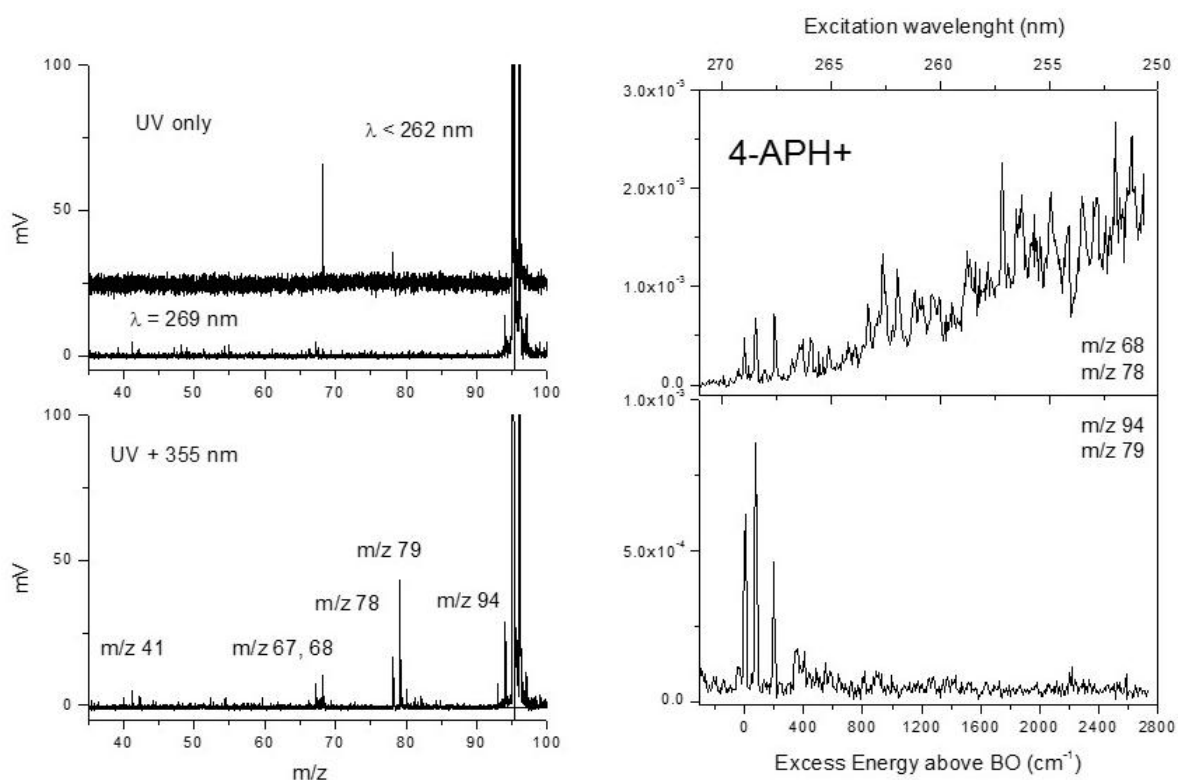 100
UV only
λ < 262 nm
mV
50
λ = 269 nm
0
40 50 60 70 80 90 100
100
UV + 355 nm
mV
50
m/z 79
m/z 78
m/z 94
m/z 41
m/z 67, 68
0
40 50 60 70 80 90 100
m/z
Excitation wavelenght (nm)
270 265 260 255 250
3.0x10⁻³
4-APH+
2.0x10⁻³
1.0x10⁻³
m/z 68
m/z 78
0.0
1.0x10⁻³
m/z 94
m/z 79
5.0x10⁻⁴
0.0
0 400 800 1200 1600 2000 2400 2800
Excess Energy above BO (cm⁻¹)